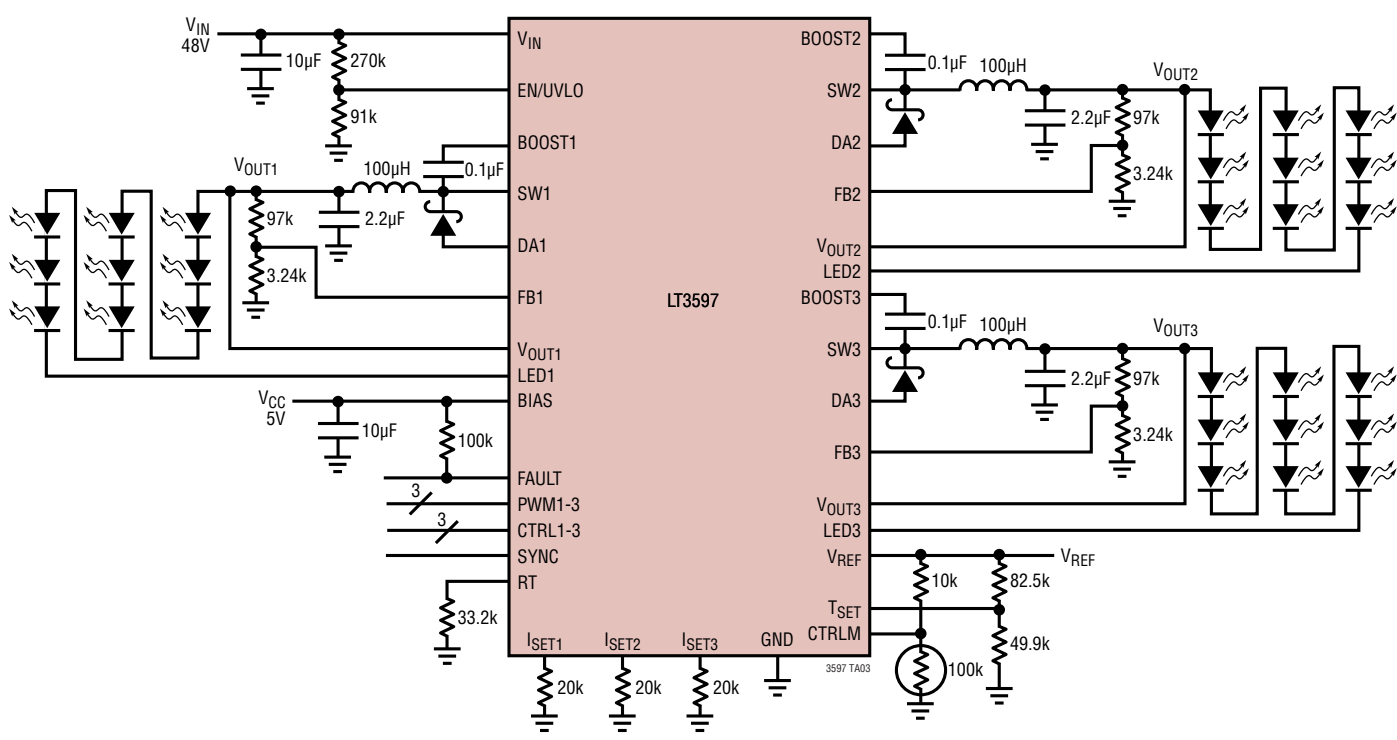 VIN
48V
10µF
270k
91k
VIN
EN/UVLO
BOOST1
SW1
DA1
FB1
VOUT1
LED1
BIAS
FAULT
PWM1-3
CTRL1-3
SYNC
RT
VOUT1
100µH
0.1µF
97k
2.2µF
3.24k
VCC
5V
10µF
100k
3
3
33.2k
ISET1
ISET2
ISET3
GND
20k
20k
20k
LT3597
BOOST2
SW2
DA2
FB2
VOUT2
LED2
BOOST3
SW3
DA3
FB3
VOUT3
LED3
VREF
TSET
CTRLM
3597 TA03
0.1µF
100µH
VOUT2
2.2µF
97k
3.24k
0.1µF
100µH
VOUT3
2.2µF
97k
3.24k
VREF
10k
82.5k
49.9k
100k